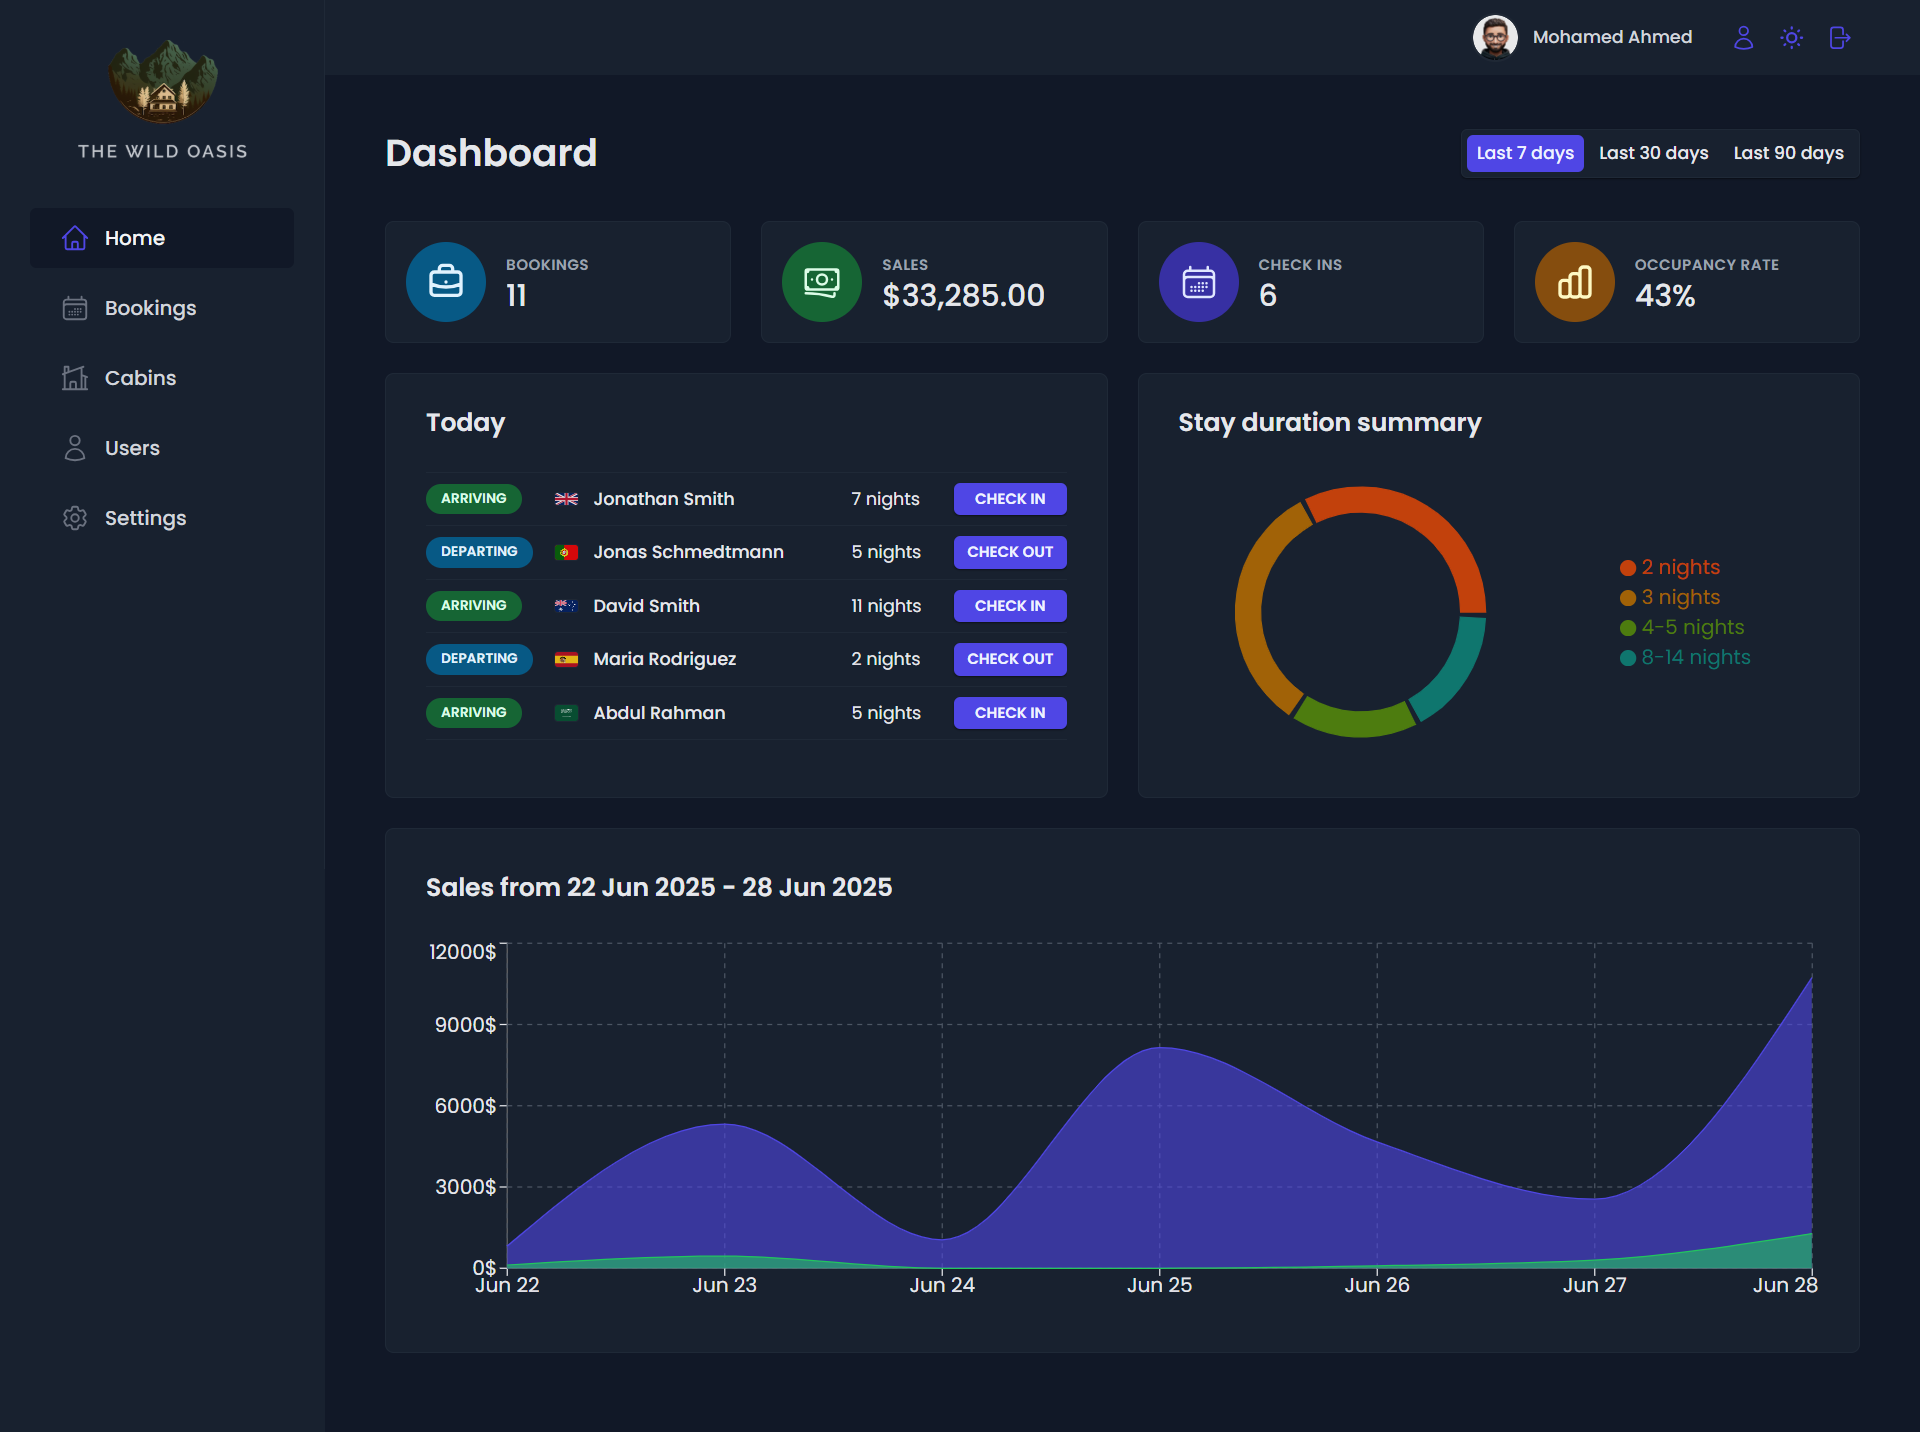 THE WILD OASIS
Home
Bookings
Cabins
Users
Settings
Mohamed Ahmed
Dashboard
Last 7 days Last 30 days Last 90 days
BOOKINGS
11
SALES
$33,285.00
CHECK INS
6
OCCUPANCY RATE
43%
Today
ARRIVING Jonathan Smith 7 nights CHECK IN
DEPARTING Jonas Schmedtmann 5 nights CHECK OUT
ARRIVING David Smith 11 nights CHECK IN
DEPARTING Maria Rodriguez 2 nights CHECK OUT
ARRIVING Abdul Rahman 5 nights CHECK IN
Stay duration summary
2 nights
3 nights
4-5 nights
8-14 nights
Sales from 22 Jun 2025 - 28 Jun 2025
12000$
9000$
6000$
3000$
0$
Jun 22 Jun 23 Jun 24 Jun 25 Jun 26 Jun 27 Jun 28